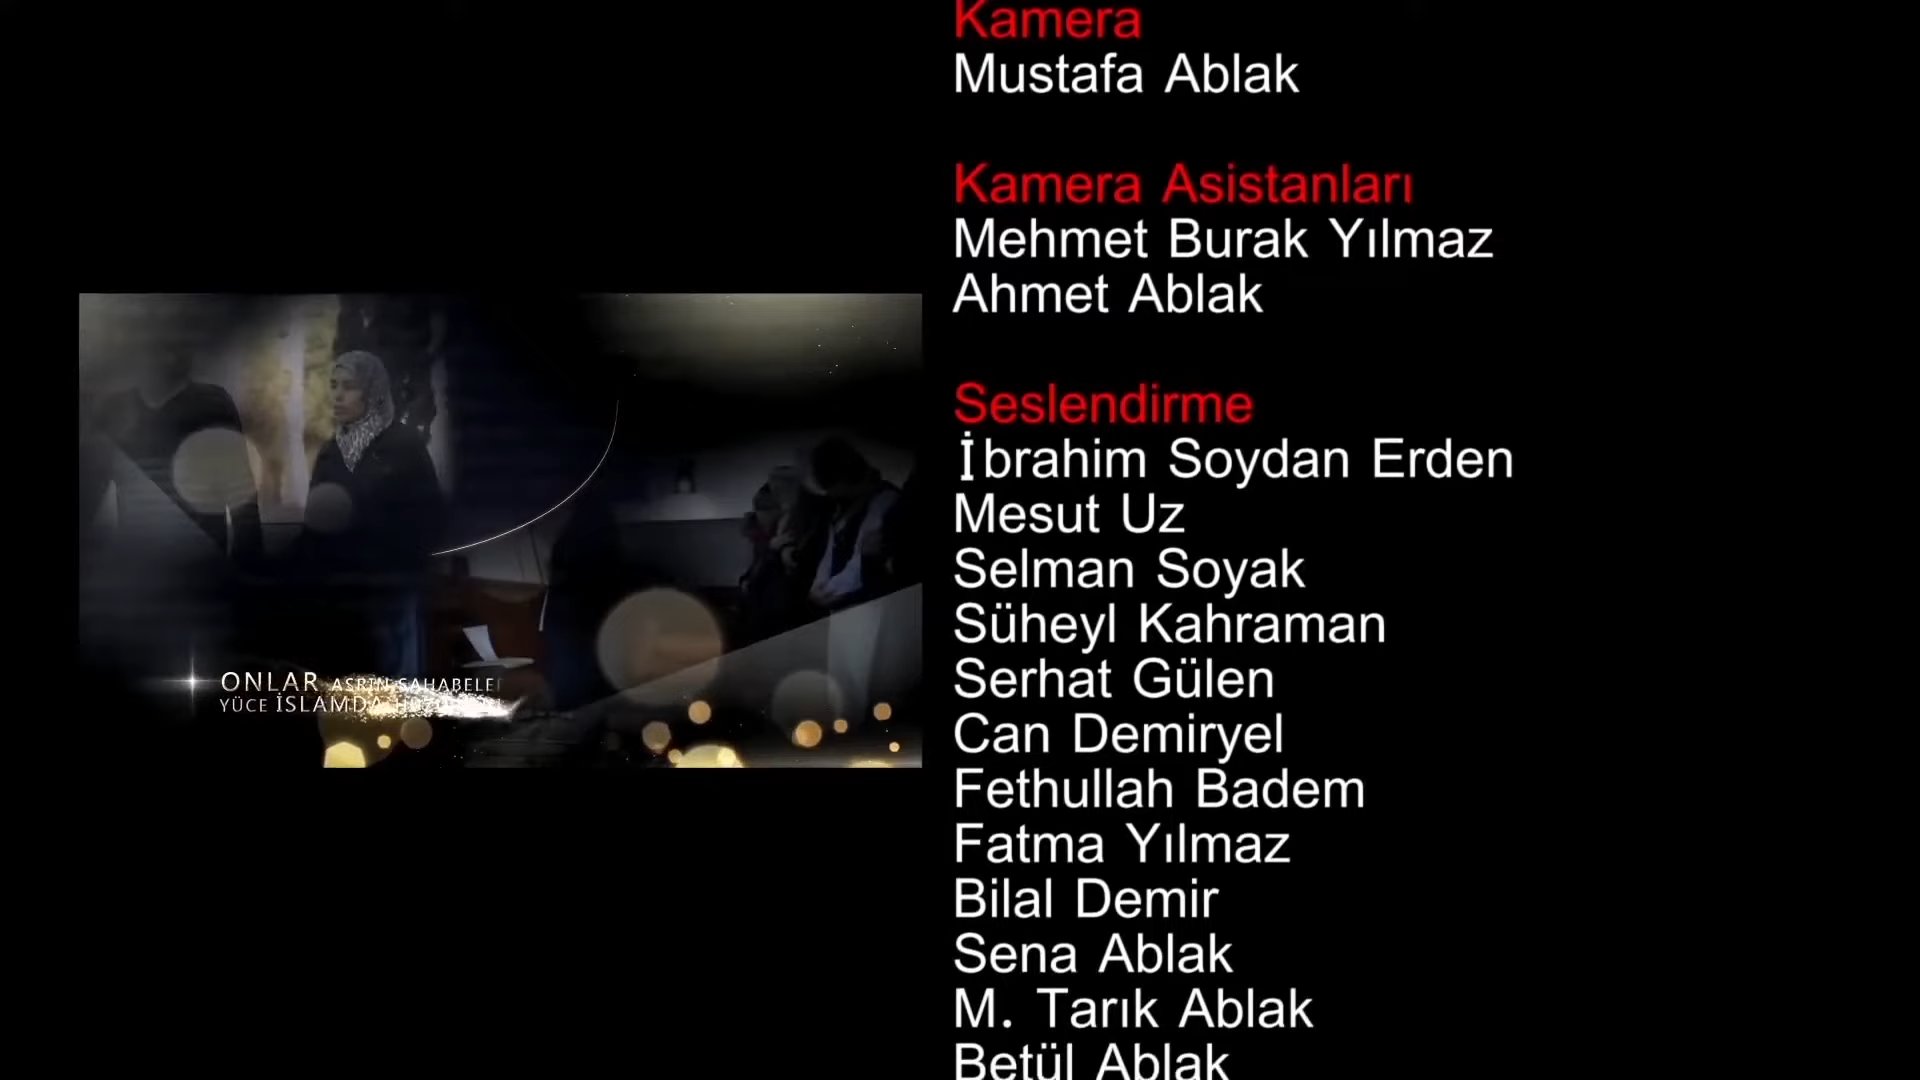 Kamera
Mustafa Ablak
Kamera Asistanları
Mehmet Burak Yılmaz
Ahmet Ablak
Seslendirme
İbrahim Soydan Erden
Mesut Uz
Selman Soyak
Süheyl Kahraman
Serhat Gülen
Can Demiryel
Fethullah Badem
Fatma Yılmaz
Bilal Demir
Sena Ablak
M. Tarık Ablak
Betül Ablak
ONLAR ASRIN SAHABELE
YÜCE İSLAMDA